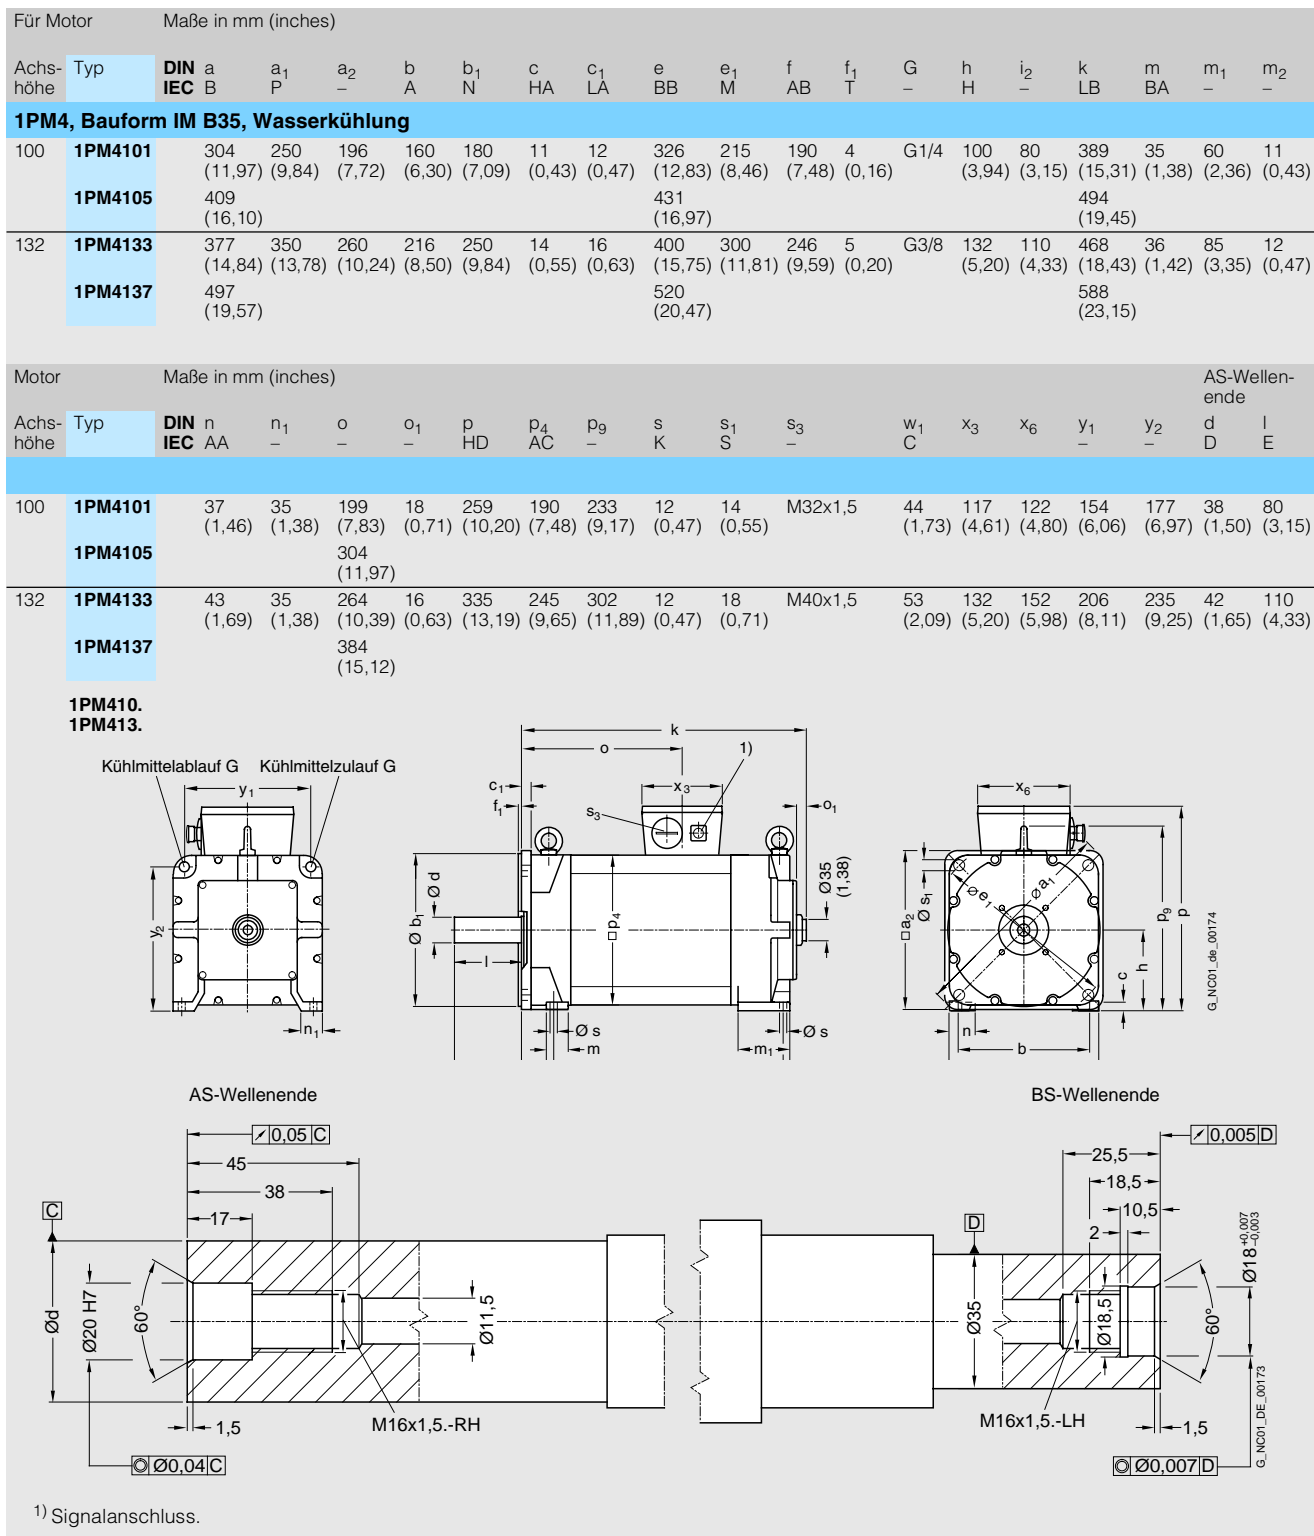 Für Motor Maße in mm (inches)
Achs- Typ DIN a a1 a2 b b1 c c1 e e1 f f1 G h i2 k m m1 m2
höhe IEC B P – A N HA LA BB M AB T – H – LB BA – –
1PM4, Bauform IM B35, Wasserkühlung
100 1PM4101 304 250 196 160 180 11 12 326 215 190 4 G1/4 100 80 389 35 60 11
(11,97) (9,84) (7,72) (6,30) (7,09) (0,43) (0,47) (12,83) (8,46) (7,48) (0,16) (3,94) (3,15) (15,31) (1,38) (2,36) (0,43)
1PM4105 409 431 494
(16,10) (16,97) (19,45)
132 1PM4133 377 350 260 216 250 14 16 400 300 246 5 G3/8 132 110 468 36 85 12
(14,84) (13,78) (10,24) (8,50) (9,84) (0,55) (0,63) (15,75) (11,81) (9,59) (0,20) (5,20) (4,33) (18,43) (1,42) (3,35) (0,47)
1PM4137 497 520 588
(19,57) (20,47) (23,15)
Motor Maße in mm (inches) AS-Wellen-
ende
Achs- Typ DIN n n1 o o1 p p4 p9 s s1 s3 w1 x3 x6 y1 y2 d l
höhe IEC AA – – – HD AC – K S – C – – D E
100 1PM4101 37 35 199 18 259 190 233 12 14 M32x1,5 44 117 122 154 177 38 80
(1,46) (1,38) (7,83) (0,71) (10,20) (7,48) (9,17) (0,47) (0,55) (1,73) (4,61) (4,80) (6,06) (6,97) (1,50) (3,15)
1PM4105 304
(11,97)
132 1PM4133 43 35 264 16 335 245 302 12 18 M40x1,5 53 132 152 206 235 42 110
(1,69) (1,38) (10,39) (0,63) (13,19) (9,65) (11,89) (0,47) (0,71) (2,09) (5,20) (5,98) (8,11) (9,25) (1,65) (4,33)
1PM4137 384
(15,12)
1PM410.
1PM413.
Kühlmittelablauf G Kühlmittelzulauf G
y1
y2
n1
k
o
1)
c1
x3
f1
s3
o1
Ø d
Ø b1
□ p4
Ø35
(1,38)
l
Ø s
m
Ø s
m1
x6
□ a2
Ø s1
Ø e1
Ø a1
p9
p
c
h
n
b
G_NC01_de_00174
AS-Wellenende BS-Wellenende
0,05 C
45
38
17
C
Ød
Ø20 H7
60°
Ø11,5
M16x1,5.-RH
1,5
Ø0,04 C
0,005 D
25,5
18,5
10,5
2
D
Ø35
Ø18,5
Ø18 +0,007 -0,003
60°
M16x1,5.-LH
1,5
Ø0,007 D
G_NC01_DE_00173
1) Signalanschluss.